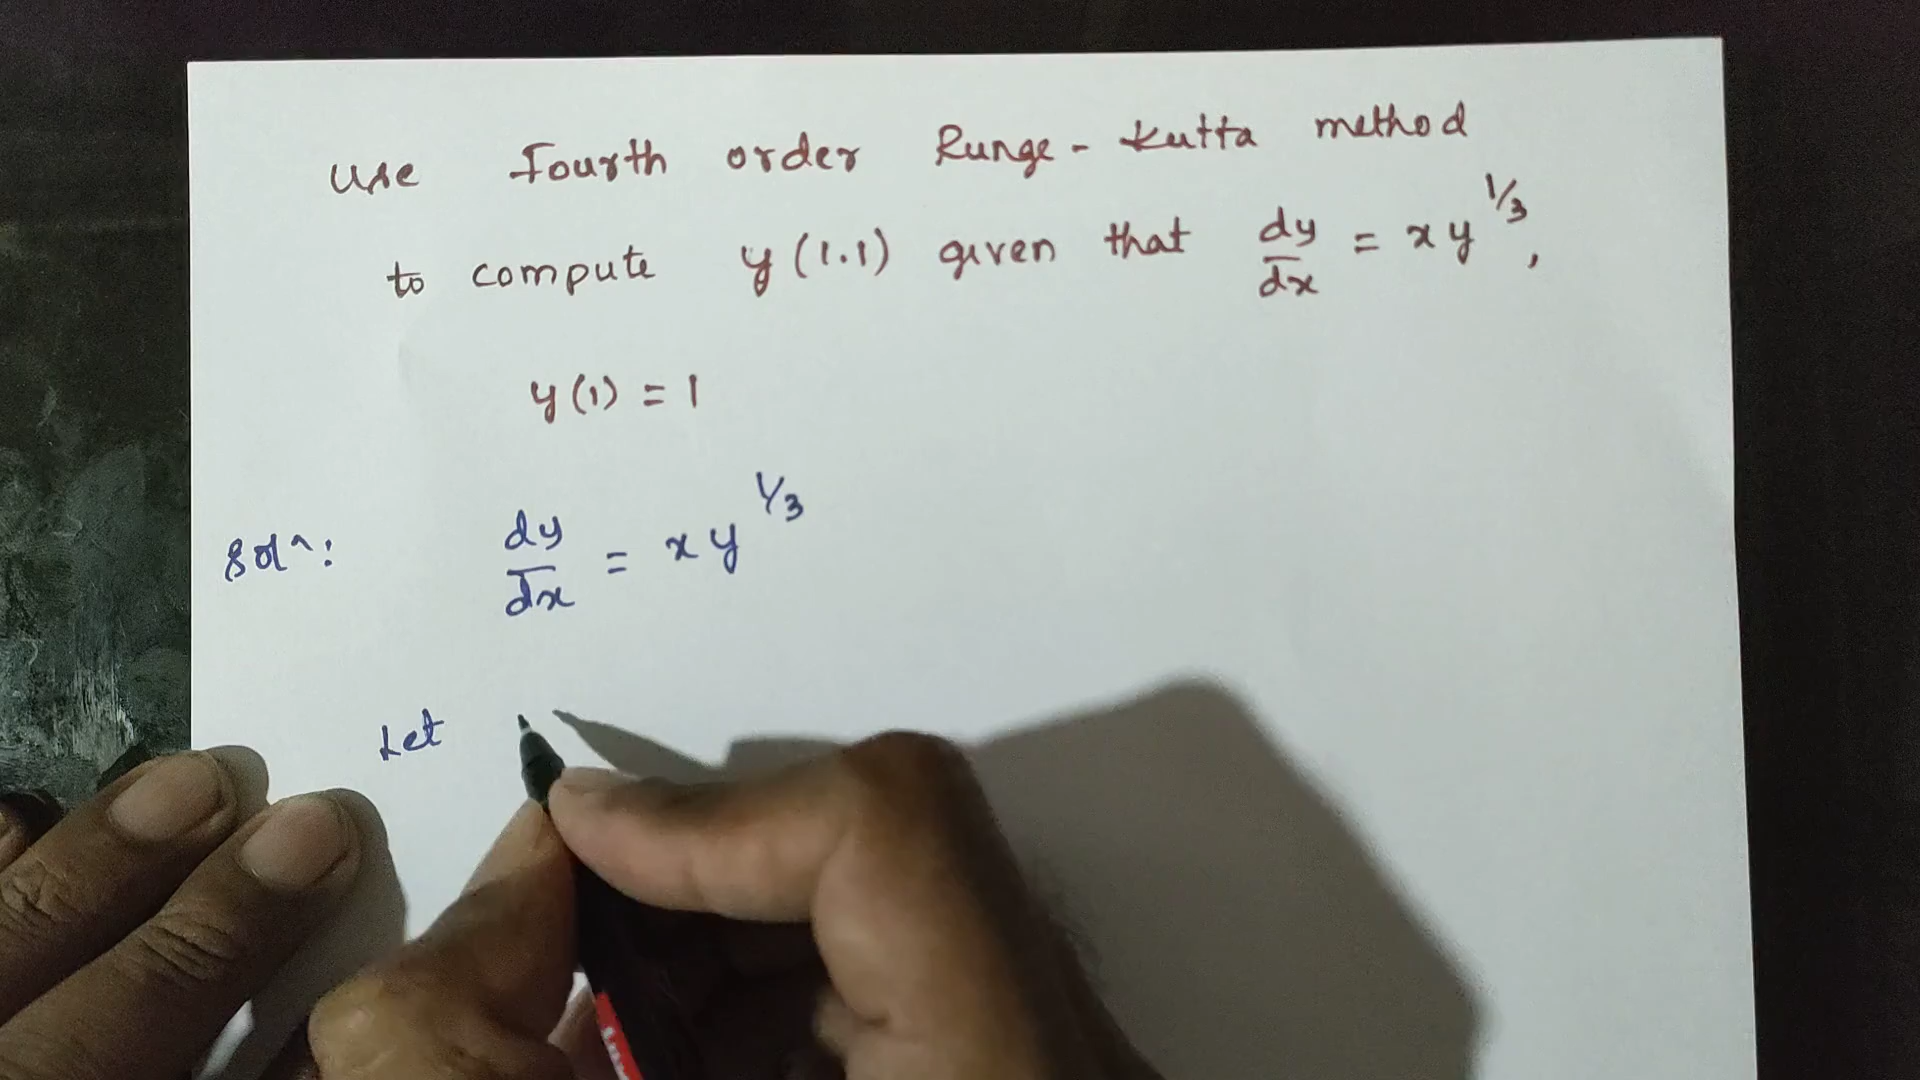 Use Fourth order Runge-Kutta method
to compute y(1.1) given that dy/dx = xy^1/3,
y(1) = 1
Sol^n: dy/dx = xy^1/3
Let